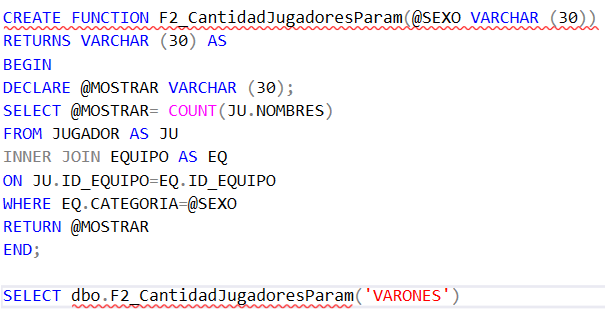 CREATE FUNCTION F2_CantidadJugadoresParam(@SEXO VARCHAR (30))
RETURNS VARCHAR (30) AS
BEGIN
DECLARE @MOSTRAR VARCHAR (30);
SELECT @MOSTRAR= COUNT(JU.NOMBRES)
FROM JUGADOR AS JU
INNER JOIN EQUIPO AS EQ
ON JU.ID_EQUIPO=EQ.ID_EQUIPO
WHERE EQ.CATEGORIA=@SEXO
RETURN @MOSTRAR
END;
SELECT dbo.F2_CantidadJugadoresParam('VARONES')